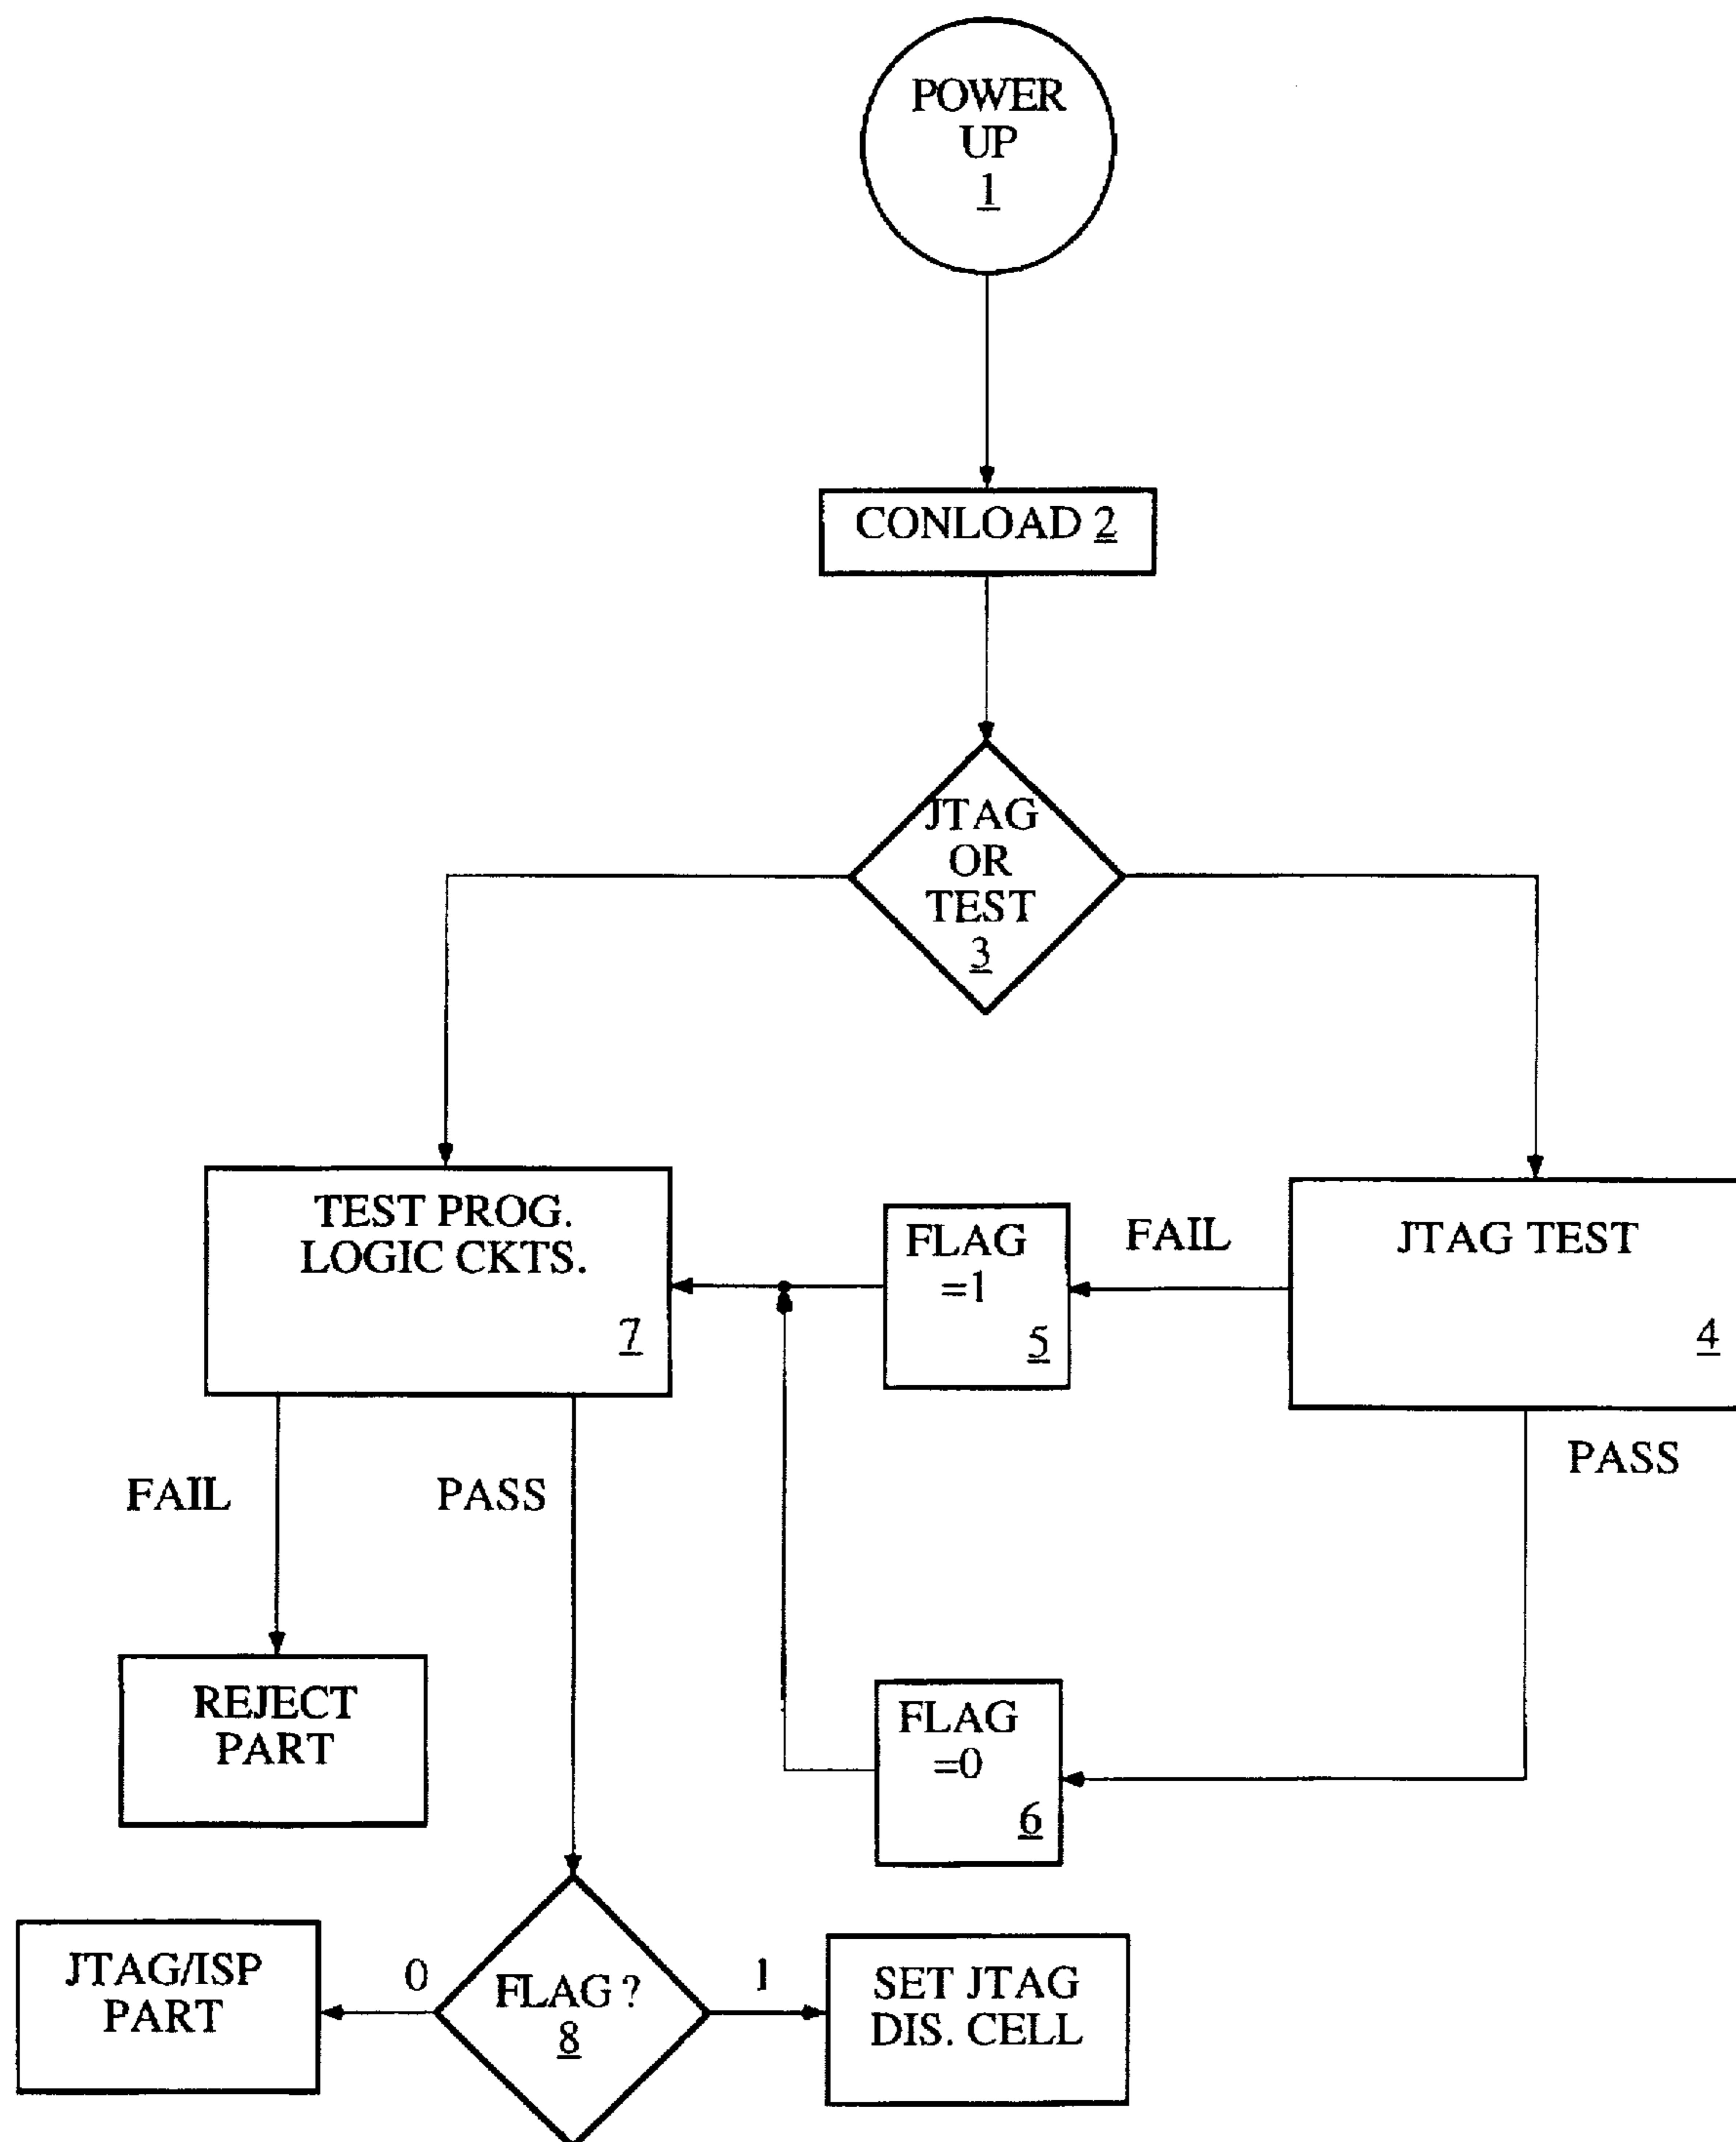 POWER
UP
1
CONLOAD 2
JTAG
OR
TEST
3
TEST PROG.
LOGIC CKTS.
7
FLAG
=1
5
FAIL
JTAG TEST
4
PASS
FAIL
PASS
REJECT
PART
FLAG
=0
6
JTAG/ISP
PART
0
FLAG ?
8
1
SET JTAG
DIS. CELL